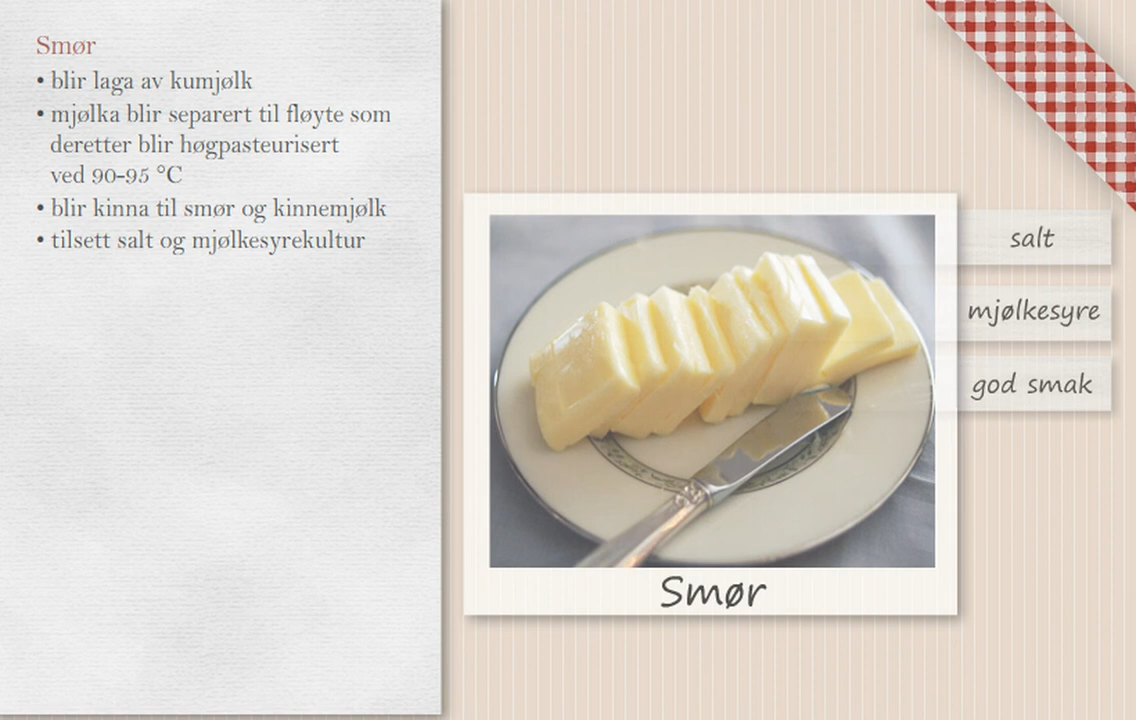 Smør
• blir laga av kumjølk
• mjølka blir separert til fløyte som
deretter blir høgpasteurisert
ved 90-95 °C
• blir kinna til smør og kinnemjølk
• tilsett salt og mjølkesyrekultur
salt
mjølkesyre
god smak
Smør